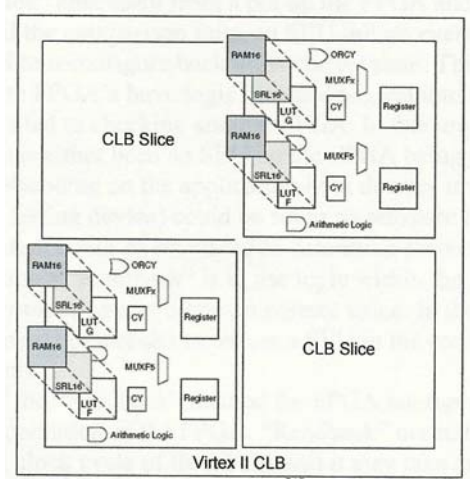 CLB Slice
RAM16
ORCY
SRL16
MUXFx
LUT
G
CY
Register
RAM16
SRL16
MUXF5
LUT
F
CY
Register
Arithmetic Logic
RAM16
ORCY
SRL16
MUXFx
LUT
G
CY
Register
RAM16
SRL16
MUXF5
LUT
F
CY
Register
Arithmetic Logic
CLB Slice
Virtex II CLB